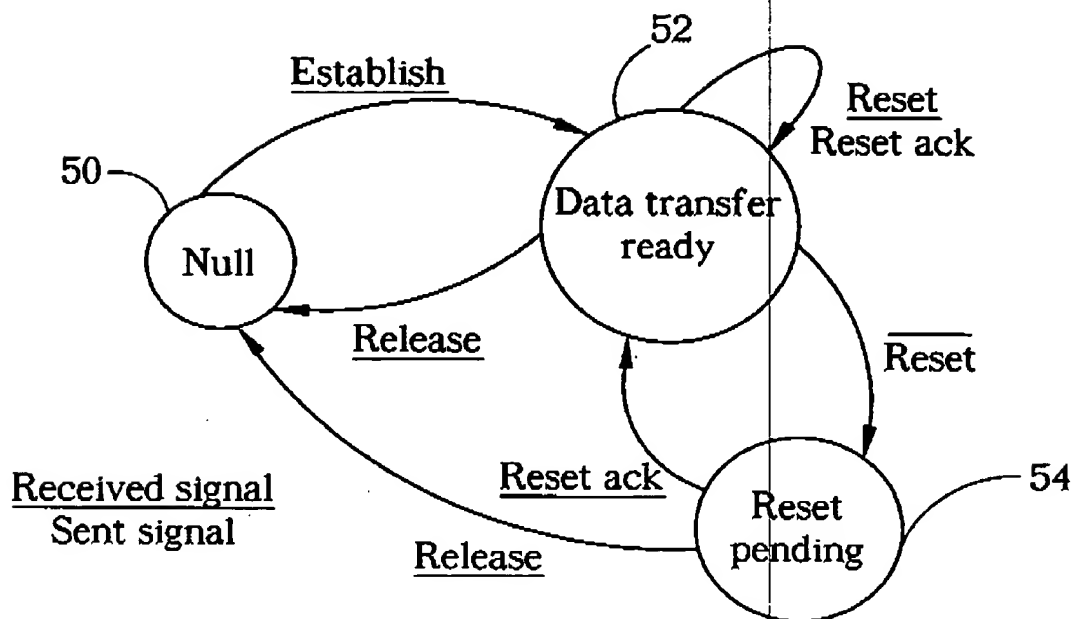 52
Establish
Reset
Reset ack
50
Data transfer
ready
Null
Release
Reset
Reset ack
Received signal
Sent signal
Release
Reset
pending
54